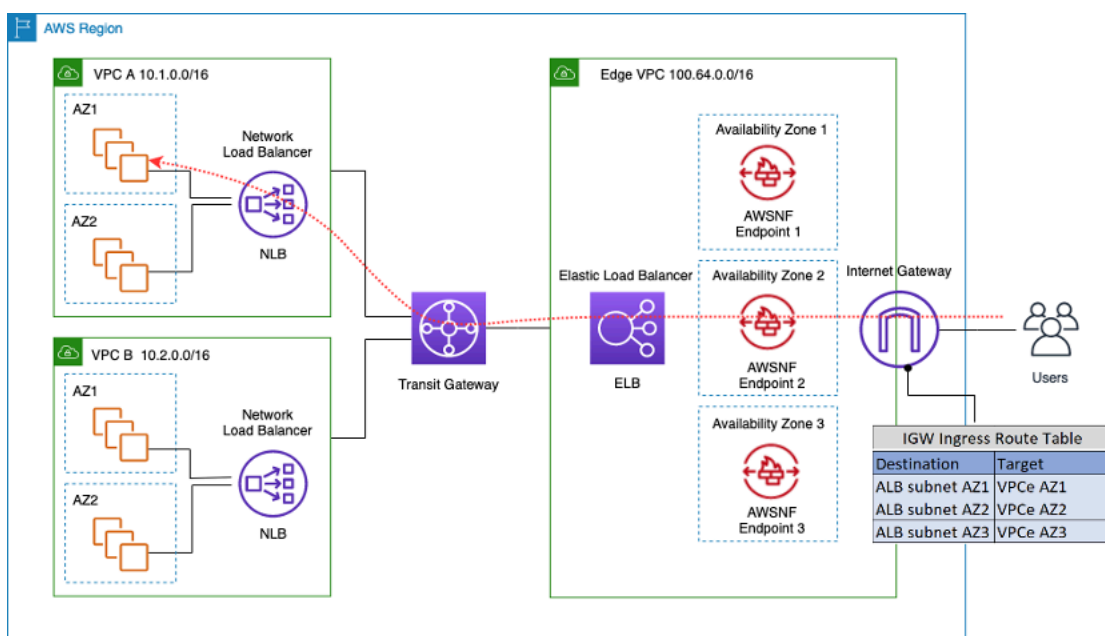 AWS Region
VPC A 10.1.0.0/16
AZ1
Network
Load Balancer
AZ2
NLB
VPC B 10.2.0.0/16
AZ1
Network
Load Balancer
AZ2
NLB
Transit Gateway
Edge VPC 100.64.0.0/16
Availability Zone 1
AWSNF
Endpoint 1
Elastic Load Balancer
ELB
Availability Zone 2
AWSNF
Endpoint 2
Availability Zone 3
AWSNF
Endpoint 3
Internet Gateway
Users
IGW Ingress Route Table
Destination Target
ALB subnet AZ1 VPCe AZ1
ALB subnet AZ2 VPCe AZ2
ALB subnet AZ3 VPCe AZ3